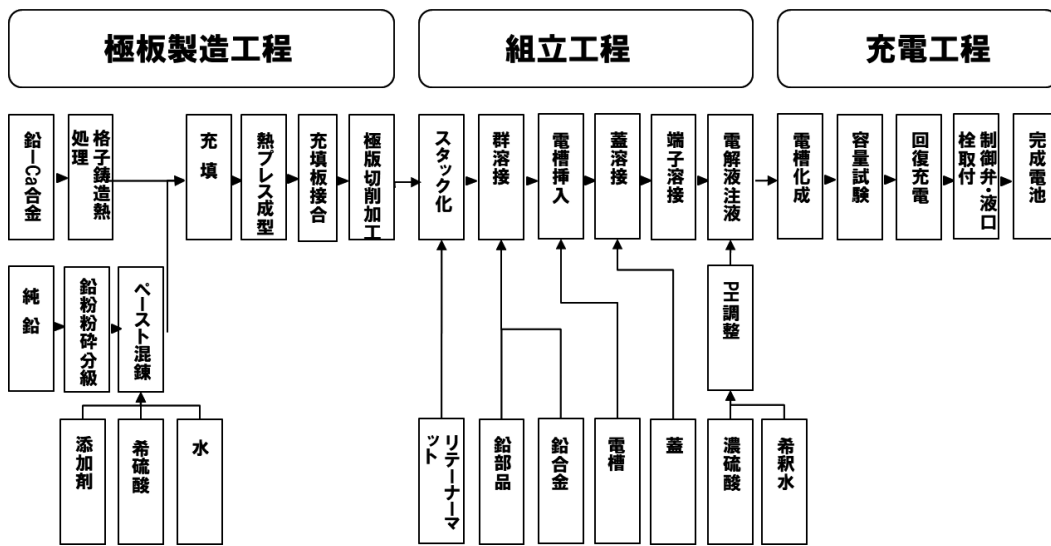 極板製造工程
組立工程
充電工程
鉛ーCa合金
格子鋳造熱
処理
充填
熱プレス成型
充填板接合
極版切削加工
スタック化
群溶接
電槽挿入
蓋溶接
端子溶接
電解液注液
電槽化成
容量試験
回復充電
制御弁・液口
栓取付
完成電池
純鉛
鉛粉粉砕分級
ペースト混錬
PH調整
添加剤
希硫酸
水
リテーナーマ
ット
鉛部品
鉛合金
電槽
蓋
濃硫酸
希釈水